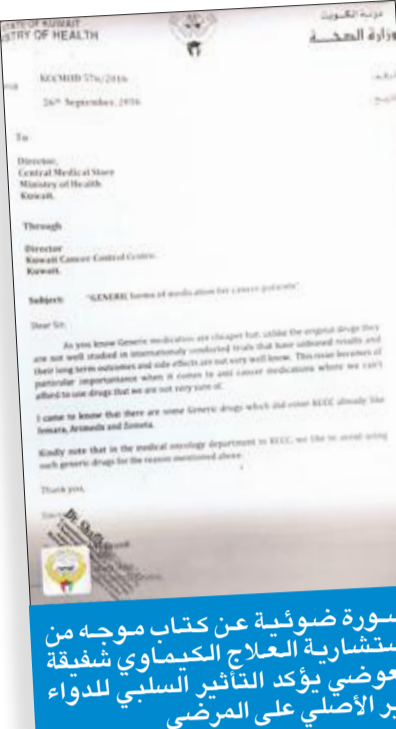 STATE OF KUWAIT
MINISTRY OF HEALTH
دولة الكويت
وزارة الصحة
KCCMOD 576/2016
26th September, 2016
To
Director,
Central Medical Store
Ministry of Health
Kuwait.
Through
Director
Kuwait Cancer Control Centre.
Kuwait.
Subject: "GENERIC forms of medication for cancer patients"
Dear Sir,
As you know Generic medication are cheaper but, unlike the original drugs they
are not well studied in internationally conducted trials that have unbiased results and
their long term outcomes and side effects are not very well know. This issue becomes of
particular importance when it comes to anti cancer medications where we can't
afford to use drugs that we are not very sure of.
I came to know that there are some Generic drugs which did enter KCCC already like
femara, Arimedx and Zometa.
Kindly note that in the medical oncology department in KCCC, we like to avoid using
such generic drugs for the reason mentioned above.
Thank you,
Dr. Shafika
صورة ضوئية عن كتاب موجه من
ستشارية العلاج الكيماوي شفيقة
عوضي يؤكد التأثير السلبي للدواء
ير الأصلي على المرضى